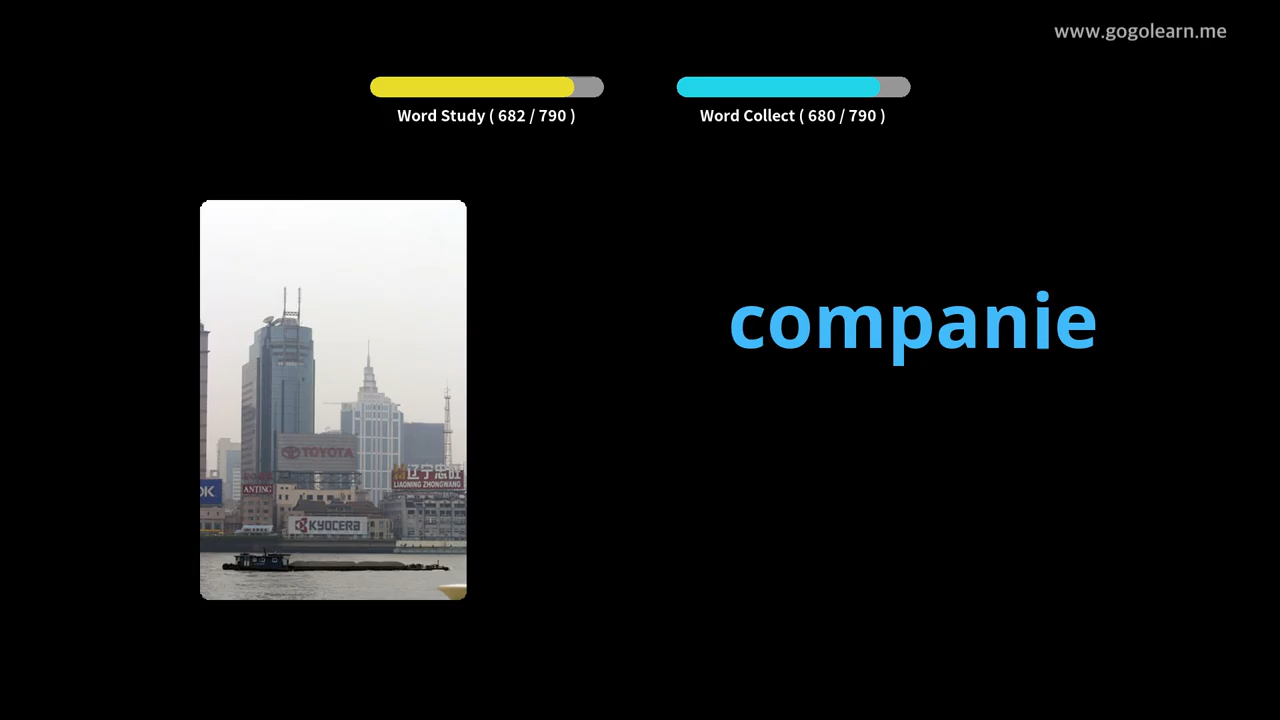 www.gogolearn.me
Word Study ( 682 / 790 )
Word Collect ( 680 / 790 )
companie
TOYOTA
辽宁忠旺
LIAONING ZHONGWANG
OK
ANTING
KYOCERA